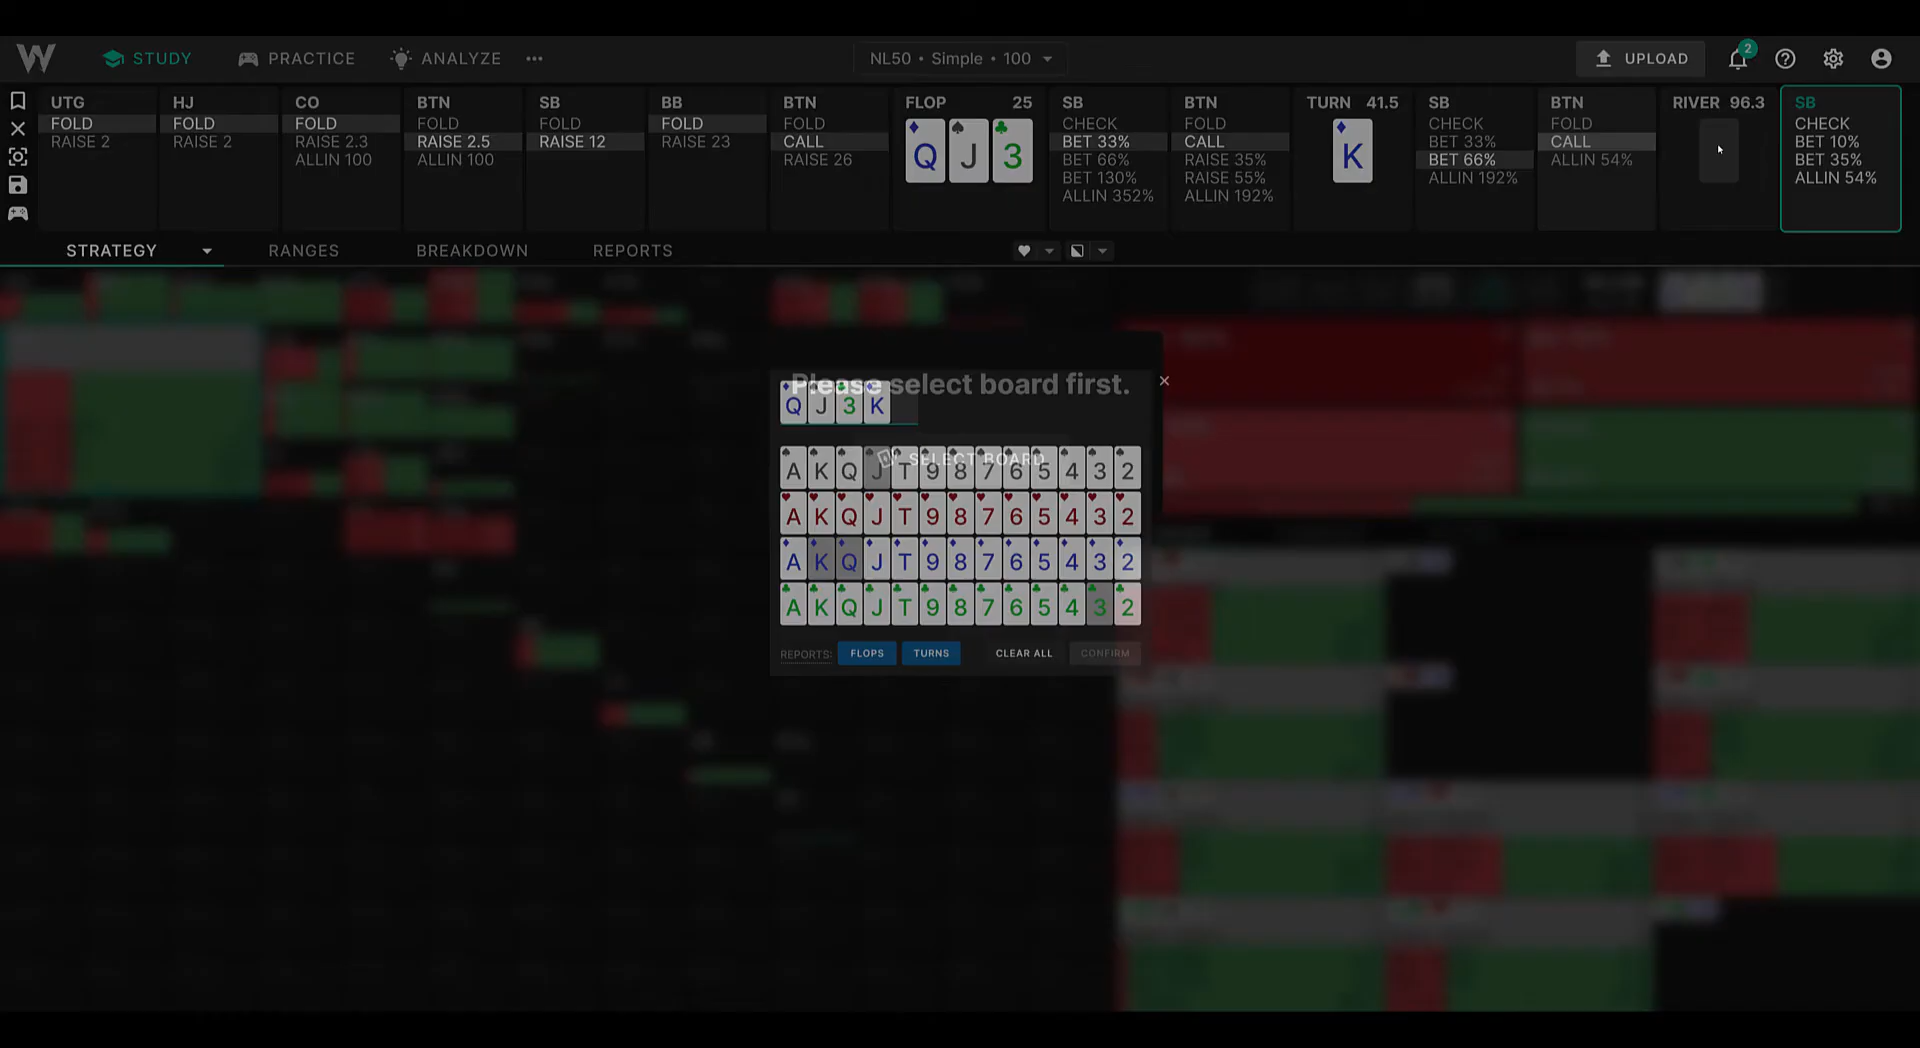 W STUDY PRACTICE ANALYZE ... NL50 • Simple • 100 UPLOAD 2
UTG
FOLD
RAISE 2
HJ
FOLD
RAISE 2
CO
FOLD
RAISE 2.3
ALLIN 100
BTN
FOLD
RAISE 2.5
ALLIN 100
SB
FOLD
RAISE 12
BB
FOLD
RAISE 23
BTN
FOLD
CALL
RAISE 26
FLOP 25
Q J 3
SB
CHECK
BET 33%
BET 66%
BET 130%
ALLIN 352%
BTN
FOLD
CALL
RAISE 35%
RAISE 55%
ALLIN 192%
TURN 41.5
K
SB
CHECK
BET 33%
BET 66%
ALLIN 192%
BTN
FOLD
CALL
ALLIN 54%
RIVER 96.3
SB
CHECK
BET 10%
BET 35%
ALLIN 54%
STRATEGY RANGES BREAKDOWN REPORTS
Please select board first.
Q J 3 K
SELECT BOARD
A K Q J T 9 8 7 6 5 4 3 2
A K Q J T 9 8 7 6 5 4 3 2
A K Q J T 9 8 7 6 5 4 3 2
A K Q J T 9 8 7 6 5 4 3 2
REPORTS: FLOPS TURNS CLEAR ALL CONFIRM